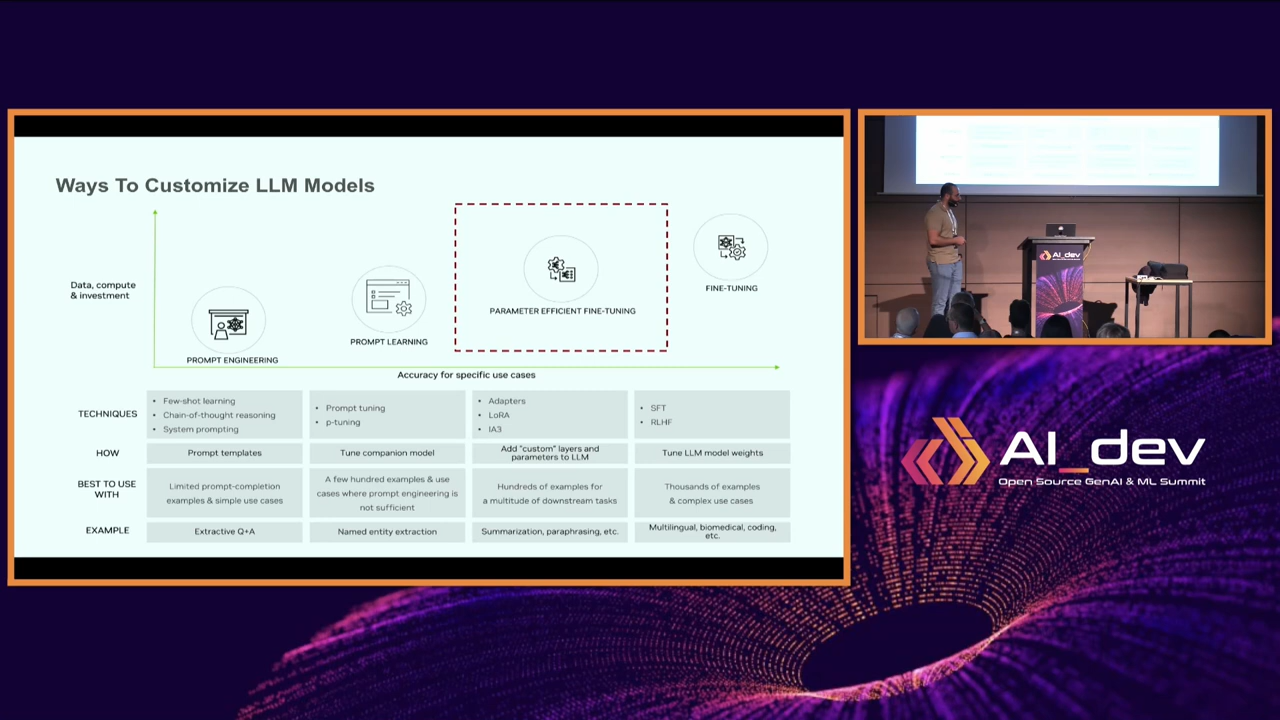 Ways To Customize LLM Models
Data, compute
& investment
PROMPT ENGINEERING
PROMPT LEARNING
PARAMETER EFFICIENT FINE-TUNING
FINE-TUNING
Accuracy for specific use cases
TECHNIQUES
• Few-shot learning
• Chain-of-thought reasoning
• System prompting
• Prompt tuning
• p-tuning
• Adapters
• LoRA
• IA3
• SFT
• RLHF
HOW
Prompt templates
Tune companion model
Add "custom" layers and
parameters to LLM
Tune LLM model weights
BEST TO USE
WITH
Limited prompt-completion
examples & simple use cases
A few hundred examples & use
cases where prompt engineering is
not sufficient
Hundreds of examples for
a multitude of downstream tasks
Thousands of examples
& complex use cases
EXAMPLE
Extractive Q+A
Named entity extraction
Summarization, paraphrasing, etc.
Multilingual, biomedical, coding,
etc.
AI_dev
AI_dev
Open Source GenAI & ML Summit